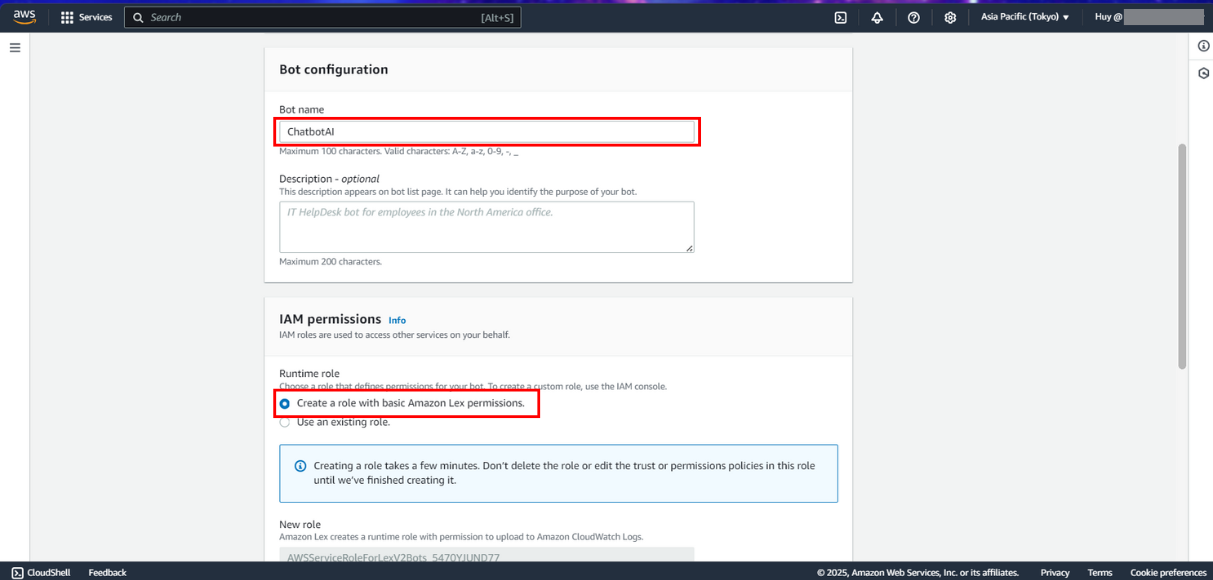 aws
Services
Search
[Alt+S]
Asia Pacific (Tokyo)
Huy @
Bot configuration
Bot name
ChatbotAI
Maximum 100 characters. Valid characters: A-Z, a-z, 0-9, -, _
Description - optional
This description appears on bot list page. It can help you identify the purpose of your bot.
IT HelpDesk bot for employees in the North America office.
Maximum 200 characters.
IAM permissions Info
IAM roles are used to access other services on your behalf.
Runtime role
Choose a role that defines permissions for your bot. To create a custom role, use the IAM console.
Create a role with basic Amazon Lex permissions.
Use an existing role.
Creating a role takes a few minutes. Don't delete the role or edit the trust or permissions policies in this role
until we've finished creating it.
New role
Amazon Lex creates a runtime role with permission to upload to Amazon CloudWatch Logs.
AWSServiceRoleForLexV2Bots_5470YJUND77
CloudShell
Feedback
© 2025, Amazon Web Services, Inc. or its affiliates.
Privacy
Terms
Cookie preferences